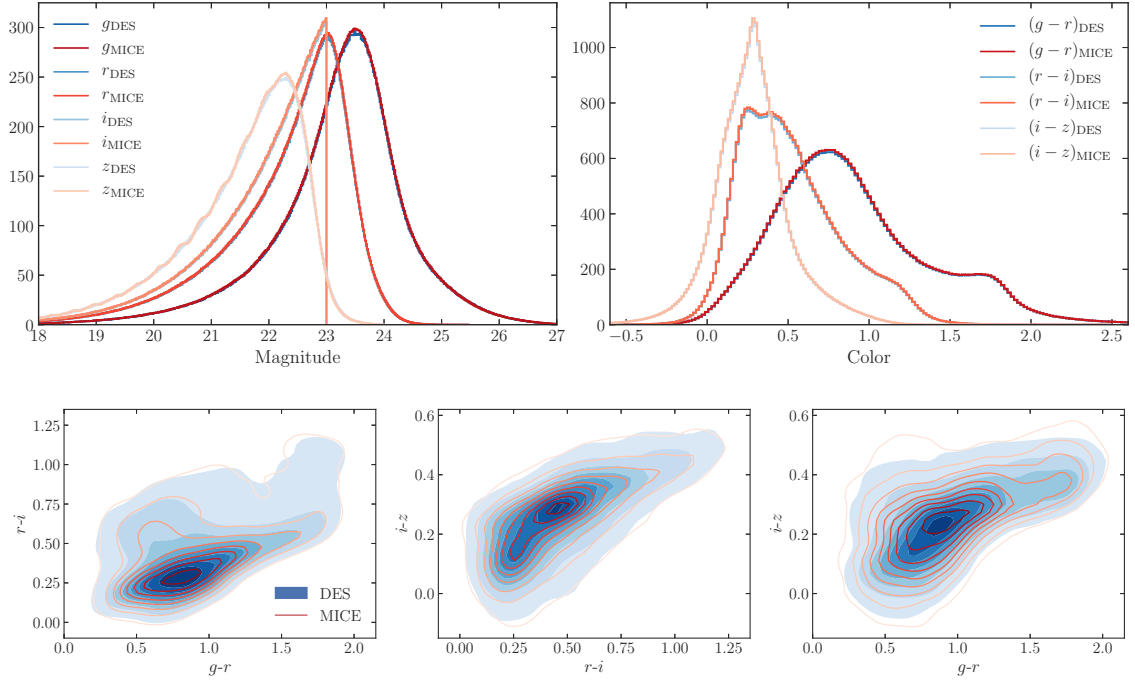 300
250
200
150
100
50
0
18 19 20 21 22 23 24 25 26 27
Magnitude
g_DES
g_MICE
r_DES
r_MICE
i_DES
i_MICE
z_DES
z_MICE
1000
800
600
400
200
0
−0.5 0.0 0.5 1.0 1.5 2.0 2.5
Color
(g − r)_DES
(g − r)_MICE
(r − i)_DES
(r − i)_MICE
(i − z)_DES
(i − z)_MICE
1.25
1.00
0.75
0.50
0.25
0.00
r-i
0.0 0.5 1.0 1.5 2.0
g-r
DES
MICE
0.6
0.4
0.2
0.0
i-z
0.00 0.25 0.50 0.75 1.00 1.25
r-i
0.6
0.4
0.2
0.0
i-z
0.0 0.5 1.0 1.5 2.0
g-r